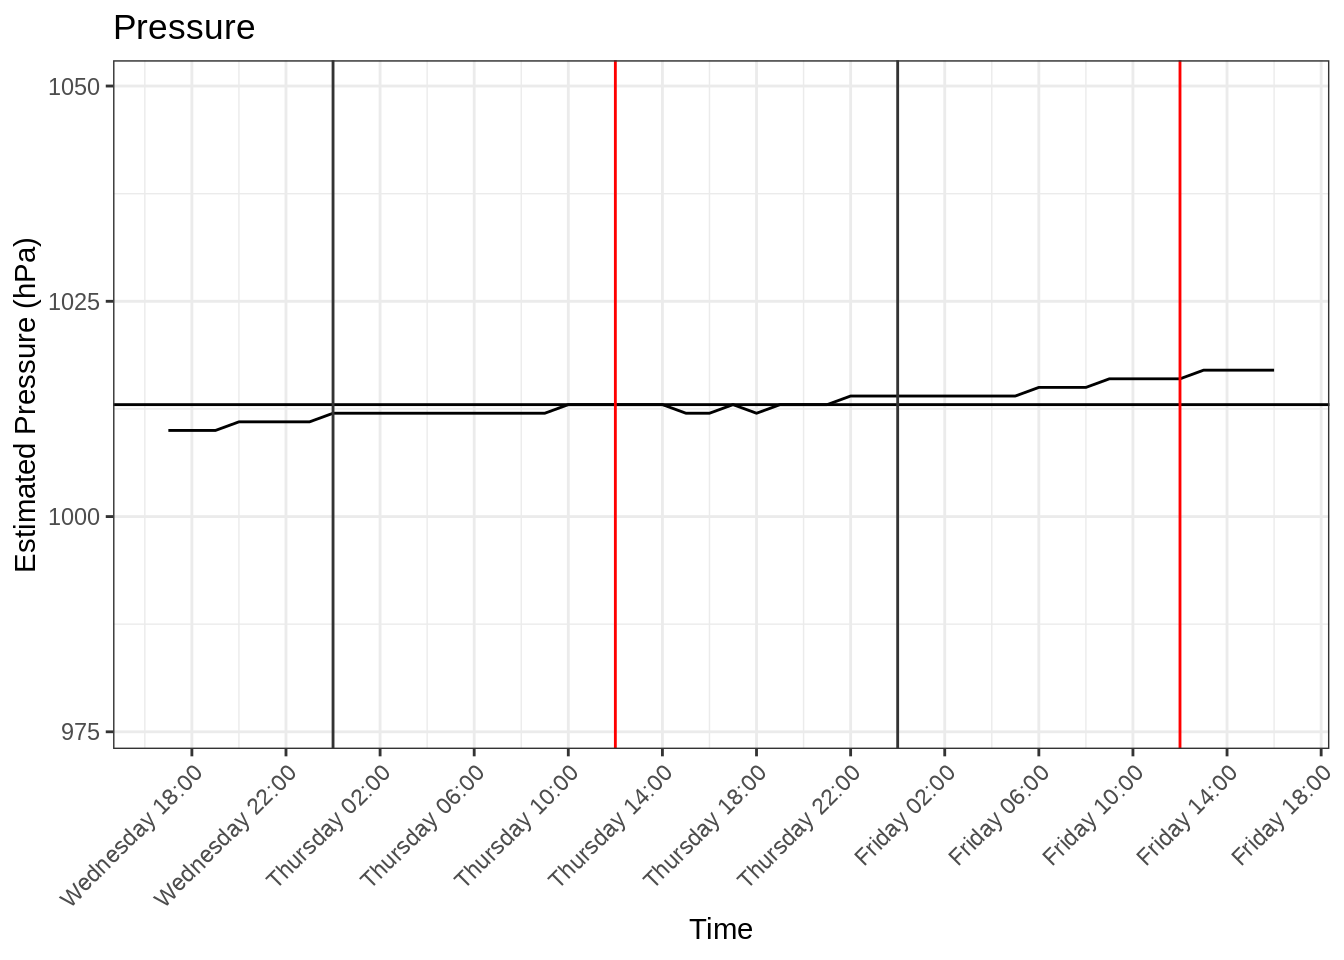 Pressure
Estimated Pressure (hPa)
1050
1025
1000
975
Wednesday 18:00
Wednesday 22:00
Thursday 02:00
Thursday 06:00
Thursday 10:00
Thursday 14:00
Thursday 18:00
Thursday 22:00
Friday 02:00
Friday 06:00
Friday 10:00
Friday 14:00
Friday 18:00
Time